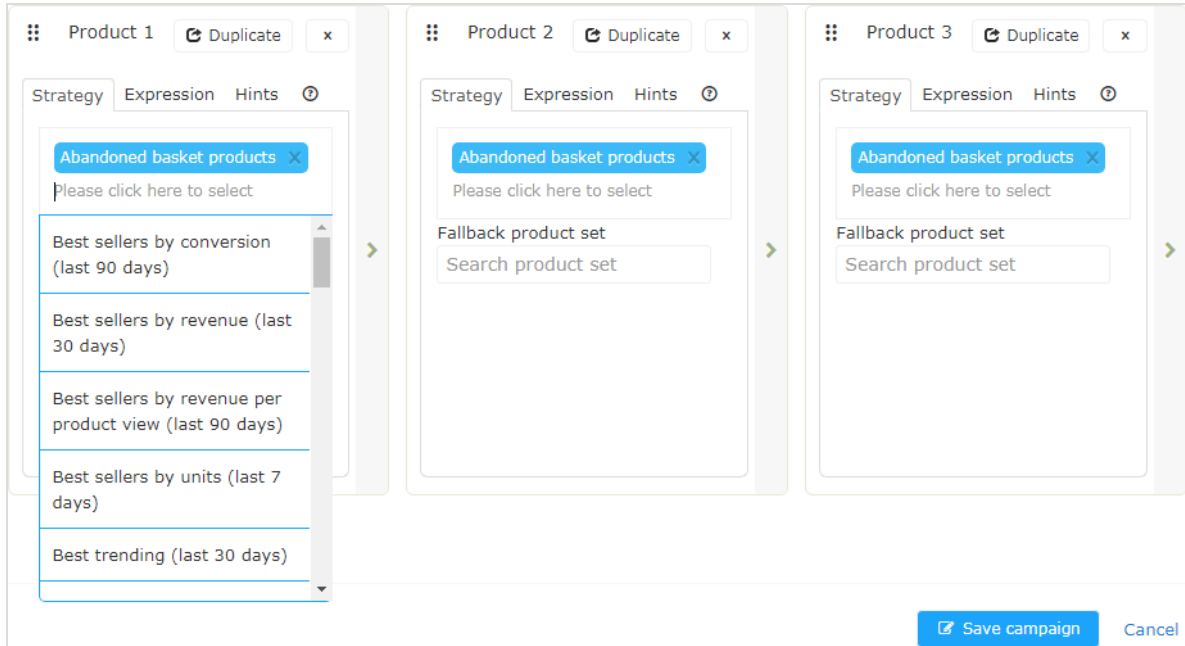 Product 1 Duplicate x
Strategy Expression Hints ?
Abandoned basket products X
Please click here to select
Best sellers by conversion
(last 90 days)
Best sellers by revenue (last
30 days)
Best sellers by revenue per
product view (last 90 days)
Best sellers by units (last 7
days)
Best trending (last 30 days)
Product 2 Duplicate x
Strategy Expression Hints ?
Abandoned basket products X
Please click here to select
Fallback product set
Search product set
Product 3 Duplicate x
Strategy Expression Hints ?
Abandoned basket products X
Please click here to select
Fallback product set
Search product set
Save campaign Cancel